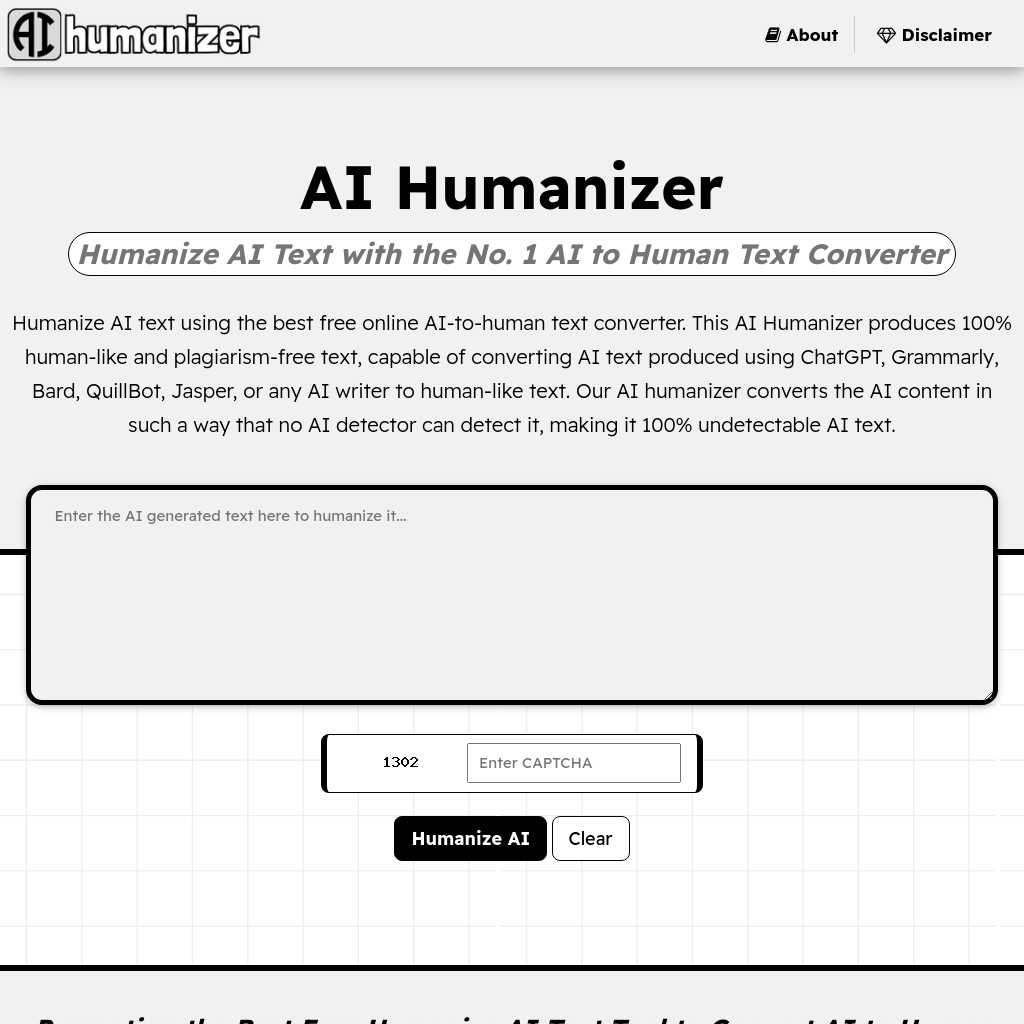 AI humanizer
About
Disclaimer
AI Humanizer
Humanize AI Text with the No. 1 AI to Human Text Converter
Humanize AI text using the best free online AI-to-human text converter. This AI Humanizer produces 100%
human-like and plagiarism-free text, capable of converting AI text produced using ChatGPT, Grammarly,
Bard, QuillBot, Jasper, or any AI writer to human-like text. Our AI humanizer converts the AI content in
such a way that no AI detector can detect it, making it 100% undetectable AI text.
Enter the AI generated text here to humanize it...
1302
Enter CAPTCHA
Humanize AI
Clear